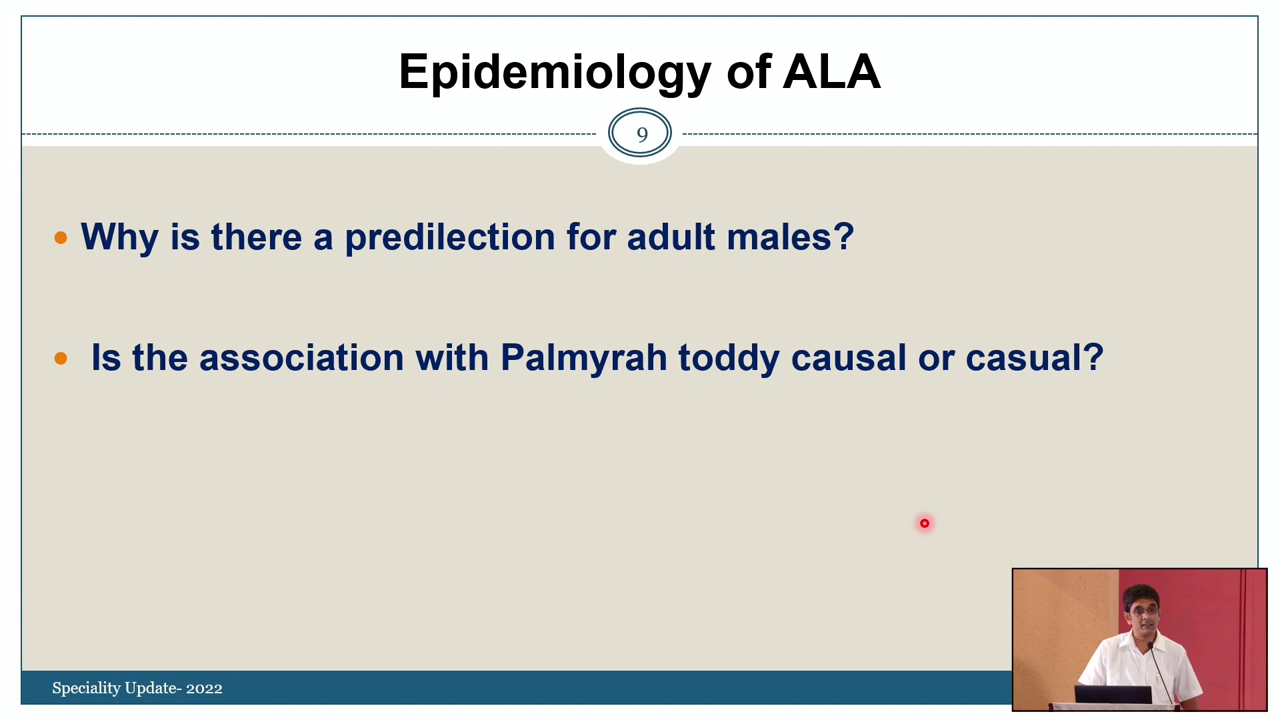 Epidemiology of ALA
9
• Why is there a predilection for adult males?
• Is the association with Palmyrah toddy causal or casual?
Speciality Update- 2022